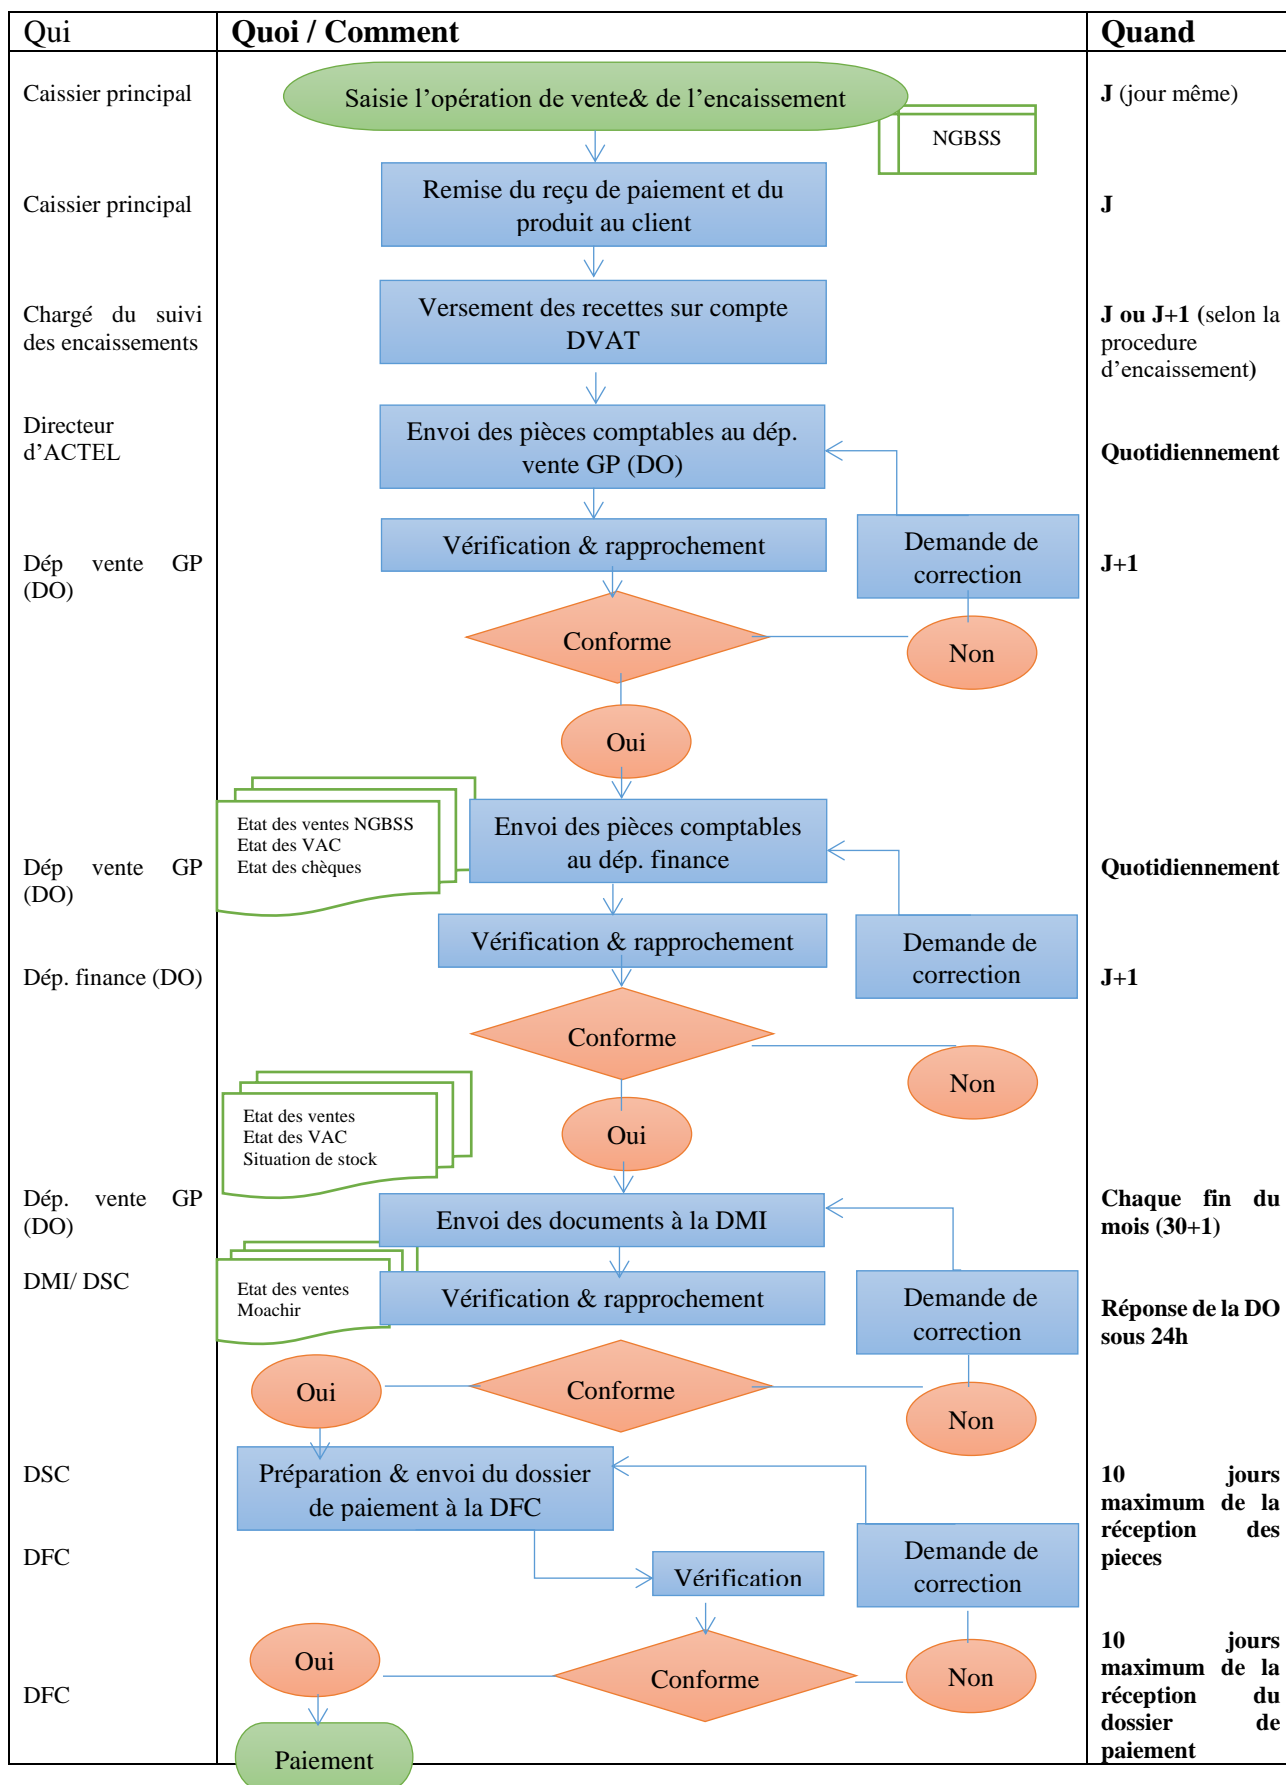 Qui
Quoi / Comment
Quand
Caissier principal
Saisie l’opération de vente& de l’encaissement
J (jour même)
NGBSS
Caissier principal
Remise du reçu de paiement et du
produit au client
J
Chargé du suivi
des encaissements
Versement des recettes sur compte
DVAT
J ou J+1 (selon la
procedure
d’encaissement)
Directeur
d’ACTEL
Envoi des pièces comptables au dép.
vente GP (DO)
Quotidiennement
Dép vente GP
(DO)
Vérification & rapprochement
Demande de
correction
J+1
Conforme
Non
Oui
Etat des ventes NGBSS
Etat des VAC
Etat des chèques
Dép vente GP
(DO)
Envoi des pièces comptables
au dép. finance
Quotidiennement
Dép. finance (DO)
Vérification & rapprochement
Demande de
correction
J+1
Conforme
Non
Oui
Etat des ventes
Etat des VAC
Situation de stock
Dép. vente GP
(DO)
Envoi des documents à la DMI
Chaque fin du
mois (30+1)
DMI/ DSC
Etat des ventes
Moachir
Vérification & rapprochement
Demande de
correction
Réponse de la DO
sous 24h
Oui
Conforme
Non
DSC
Préparation & envoi du dossier
de paiement à la DFC
10 jours
maximum de la
réception des
pieces
DFC
Vérification
Demande de
correction
Oui
Conforme
Non
DFC
10 jours
maximum de la
réception du
dossier de
paiement
Paiement